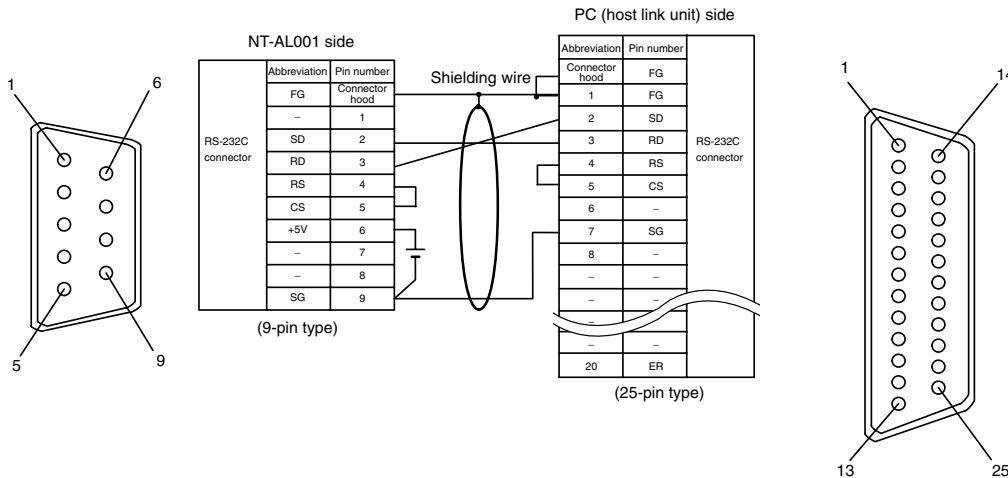 PC (host link unit) side
NT-AL001 side
Shielding wire
1
6
5
9
RS-232C
connector
Abbreviation Pin number
FG Connector hood
– 1
SD 2
RD 3
RS 4
CS 5
+5V 6
– 7
– 8
SG 9
(9-pin type)
Abbreviation Pin number
Connector hood FG
1 FG
2 SD
3 RD
4 RS
5 CS
6 –
7 SG
8 –
– –
– –
–
– –
20 ER
RS-232C
connector
(25-pin type)
1
14
13
25